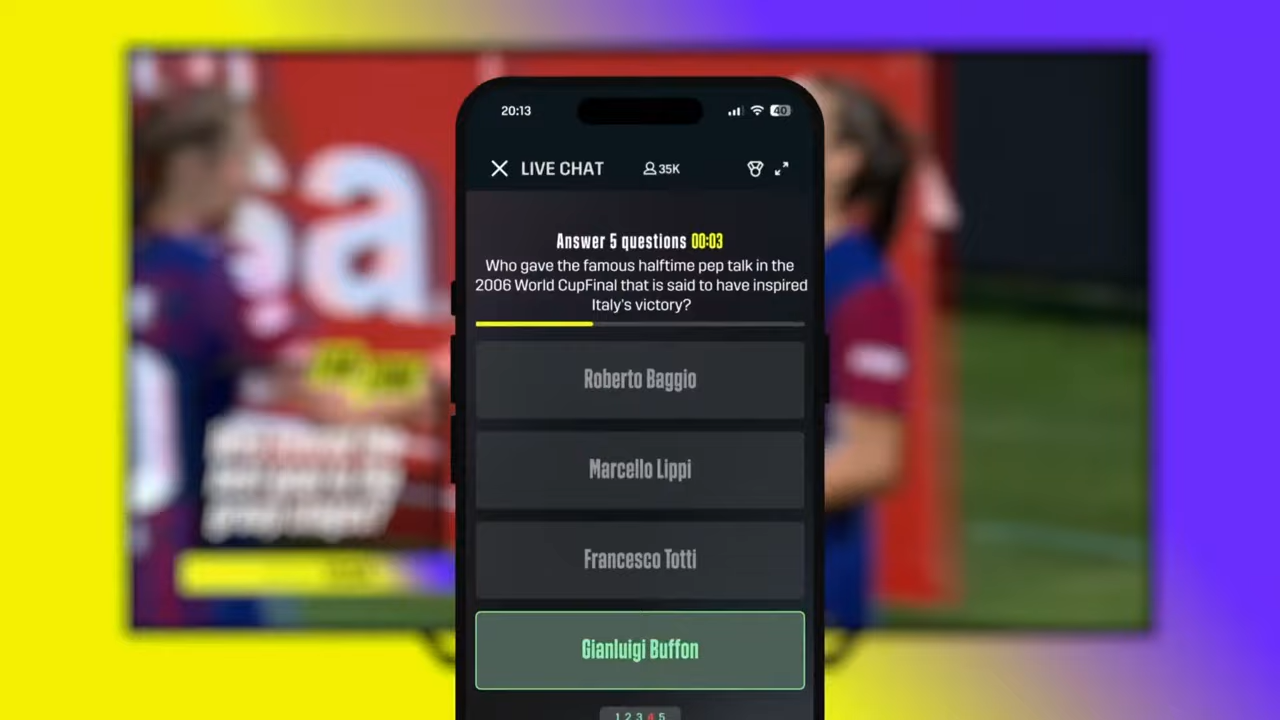 20:13
40
LIVE CHAT
35K
Answer 5 questions 00:03
Who gave the famous halftime pep talk in the
2006 World CupFinal that is said to have inspired
Italy's victory?
Roberto Baggio
Marcello Lippi
Francesco Totti
Gianluigi Buffon
1 2 3 4 5